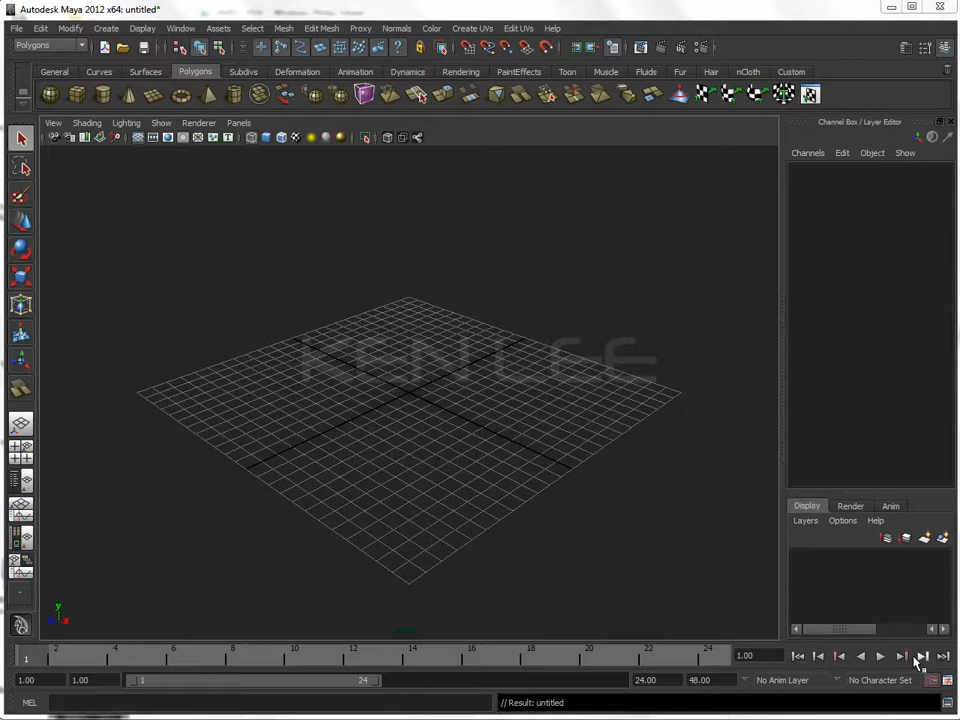 Autodesk Maya 2012 x64: untitled*
File Edit Modify Create Display Window Assets Select Mesh Edit Mesh Proxy Normals Color Create UVs Edit UVs Help
Polygons
General Curves Surfaces Polygons Subdivs Deformation Animation Dynamics Rendering PaintEffects Toon Muscle Fluids Fur Hair nCloth Custom
View Shading Lighting Show Renderer Panels
Channel Box / Layer Editor
Channels Edit Object Show
KEN LEE
Display Render Anim
Layers Options Help
y
z x
1 2 4 6 8 10 12 14 16 18 20 22 24 1.00
1.00 1.00 1 24 24.00 48.00 No Anim Layer No Character Set
MEL // Result: untitled